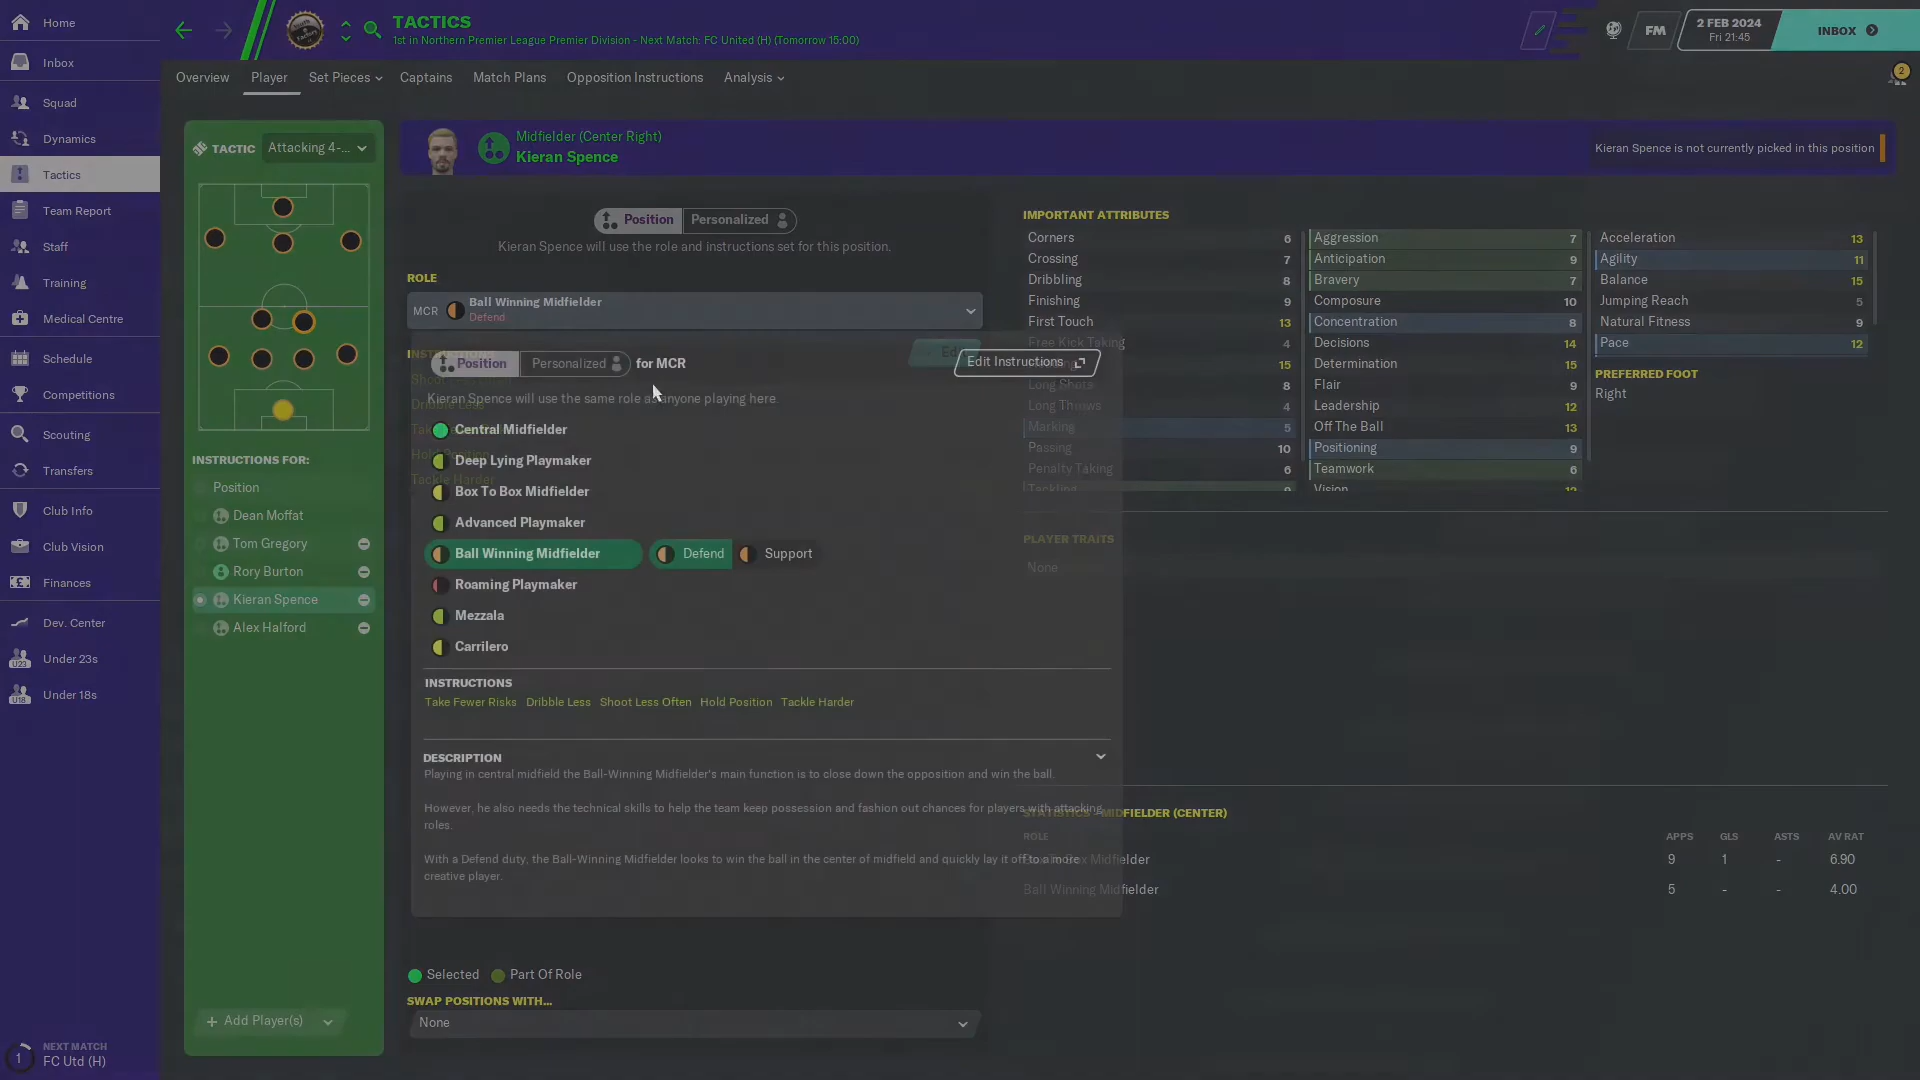 Home
Inbox
Squad
Dynamics
Tactics
Team Report
Staff
Training
Medical Centre
Schedule
Competitions
Scouting
Transfers
Club Info
Club Vision
Finances
Dev. Center
U23
Under 23s
U18
Under 18s
1
NEXT MATCH
FC Utd (H)
TACTICS
1st in Northern Premier League Premier Division - Next Match: FC United (H) (Tomorrow 15:00)
FM
2 FEB 2024
Fri 21:45
INBOX
2
Overview
Player
Set Pieces
Captains
Match Plans
Opposition Instructions
Analysis
TACTIC
Attacking 4-...
INSTRUCTIONS FOR:
Position
Dean Moffat
Tom Gregory
Rory Burton
Kieran Spence
Alex Halford
Add Player(s)
Midfielder (Center Right)
Kieran Spence
Kieran Spence is not currently picked in this position
Position
Personalized
Kieran Spence will use the role and instructions set for this position.
ROLE
MCR
Ball Winning Midfielder
Defend
Position
Personalized
for MCR
Edit Instructions
Kieran Spence will use the same role as anyone playing here.
Central Midfielder
Deep Lying Playmaker
Box To Box Midfielder
Advanced Playmaker
Ball Winning Midfielder
Defend
Support
Roaming Playmaker
Mezzala
Carrilero
INSTRUCTIONS
Take Fewer Risks Dribble Less Shoot Less Often Hold Position Tackle Harder
DESCRIPTION
Playing in central midfield the Ball-Winning Midfielder's main function is to close down the opposition and win the ball.
However, he also needs the technical skills to help the team keep possession and fashion out chances for players with attacking
roles.
With a Defend duty, the Ball-Winning Midfielder looks to win the ball in the center of midfield and quickly lay it off to a more
creative player.
Selected
Part Of Role
SWAP POSITIONS WITH...
None
IMPORTANT ATTRIBUTES
Corners 6
Crossing 7
Dribbling 8
Finishing 9
First Touch 13
Free Kick Taking 4
15
Long Shots 8
Long Throws 4
Marking 5
Passing 10
Penalty Taking 6
Tackling 9
Aggression 7
Anticipation 9
Bravery 7
Composure 10
Concentration 8
Decisions 14
Determination 15
Flair 9
Leadership 12
Off The Ball 13
Positioning 9
Teamwork 6
Vision 12
Acceleration 13
Agility 11
Balance 15
Jumping Reach 5
Natural Fitness 9
Pace 12
PREFERRED FOOT
Right
PLAYER TRAITS
None
STATISTICS - MIDFIELDER (CENTER)
ROLE APPS GLS ASTS AV RAT
Box To Box Midfielder 9 1 - 6.90
Ball Winning Midfielder 5 - - 4.00